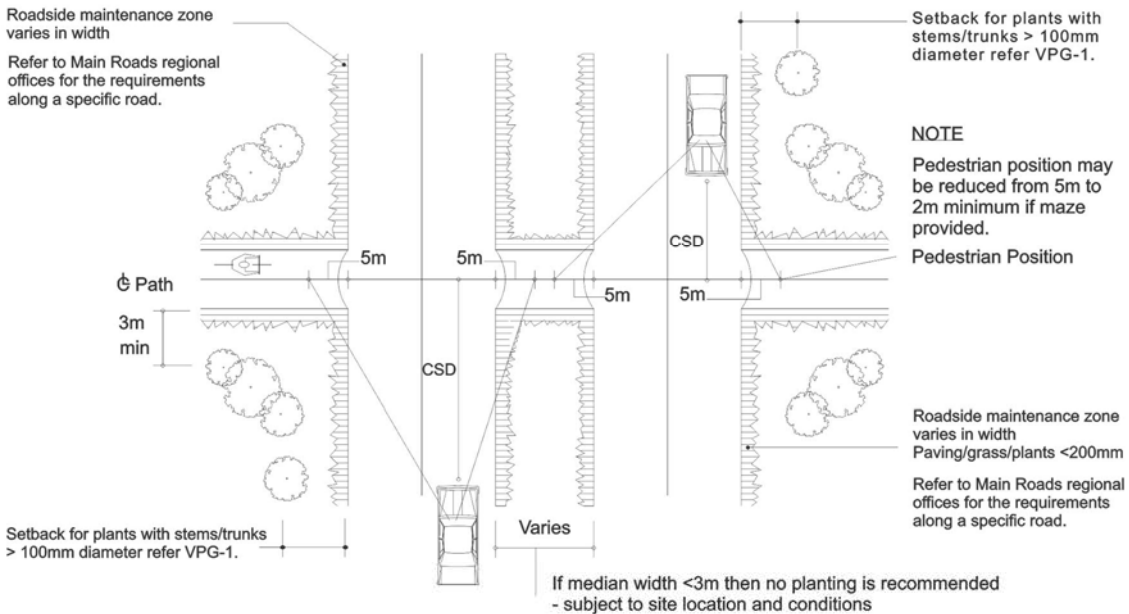 Roadside maintenance zone
varies in width
Refer to Main Roads regional
offices for the requirements
along a specific road.
Setback for plants with
stems/trunks > 100mm
diameter refer VPG-1.
NOTE
Pedestrian position may
be reduced from 5m to
2m minimum if maze
provided.
Pedestrian Position
CSD
5m
5m
℄ Path
5m
5m
3m
min
CSD
Roadside maintenance zone
varies in width
Paving/grass/plants <200mm
Refer to Main Roads regional
offices for the requirements
along a specific road.
Setback for plants with stems/trunks
> 100mm diameter refer VPG-1.
Varies
If median width <3m then no planting is recommended
- subject to site location and conditions